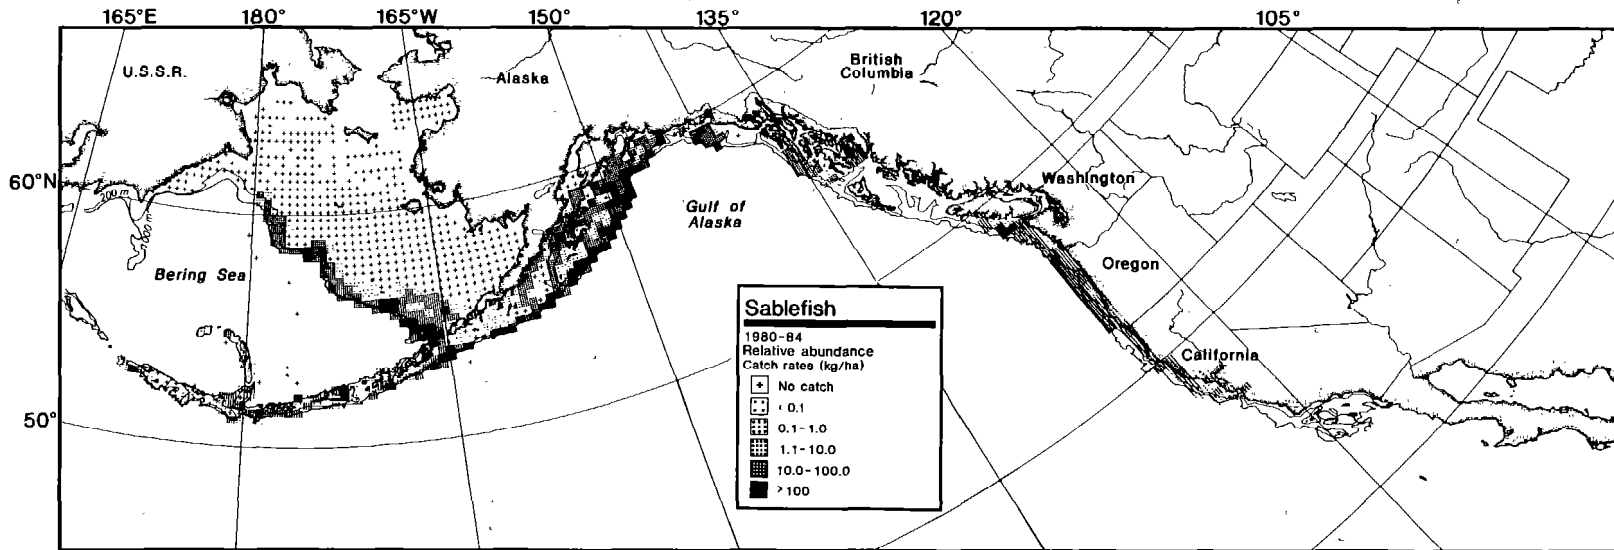 165°E 180° 165°W 150° 135° 120° 105°
U.S.S.R.
Alaska
British
Columbia
60°N
200 m
1000 m
Washington
Gulf of
Alaska
Bering Sea
Oregon
California
50°
Sablefish
1980-84
Relative abundance
Catch rates (kg/ha)
No catch
< 0.1
0.1-1.0
1.1-10.0
10.0-100.0
>100